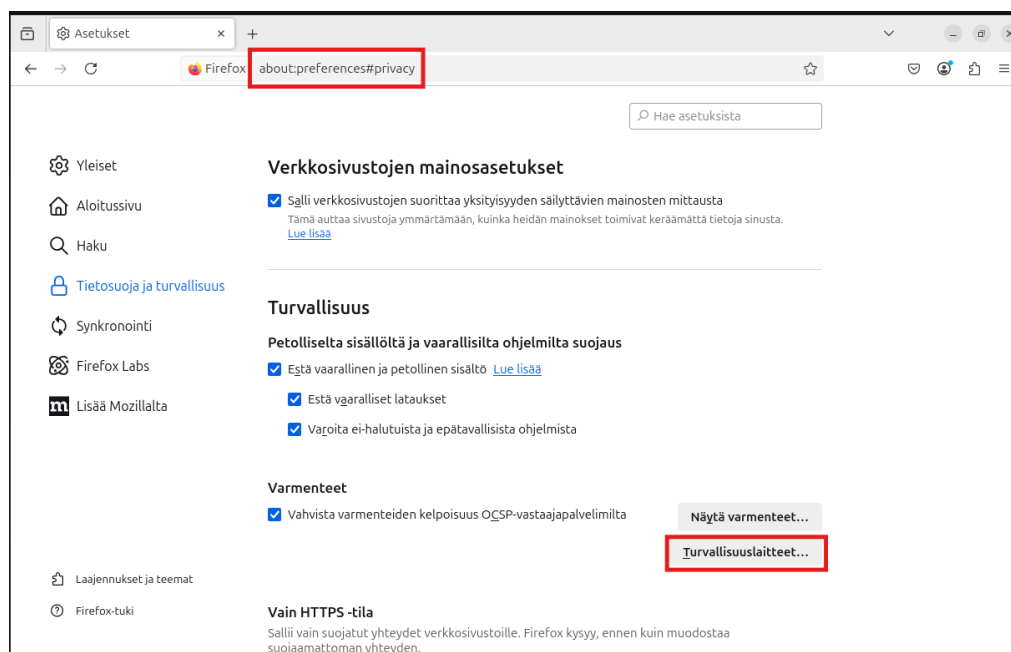 Asetukset
Firefox about:preferences#privacy
Hae asetuksista
Yleiset
Aloitussivu
Haku
Tietosuoja ja turvallisuus
Synkronointi
Firefox Labs
Lisää Mozillalta
Laajennukset ja teemat
Firefox-tuki
Verkkosivustojen mainosasetukset
Salli verkkosivustojen suorittaa yksityisyyden säilyttävien mainosten mittausta
Tämä auttaa sivustoja ymmärtämään, kuinka heidän mainokset toimivat keräämättä tietoja sinusta.
Lue lisää
Turvallisuus
Petolliselta sisällöltä ja vaarallisilta ohjelmilta suojaus
Estä vaarallinen ja petollinen sisältö Lue lisää
Estä vaaralliset lataukset
Varoita ei-halutuista ja epätavallisista ohjelmista
Varmenteet
Vahvista varmenteiden kelpoisuus OCSP-vastaajapalvelimilta
Näytä varmenteet...
Turvallisuuslaitteet...
Vain HTTPS -tila
Sallii vain suojatut yhteydet verkkosivustoille. Firefox kysyy, ennen kuin muodostaa
suojaamattoman yhteyden.